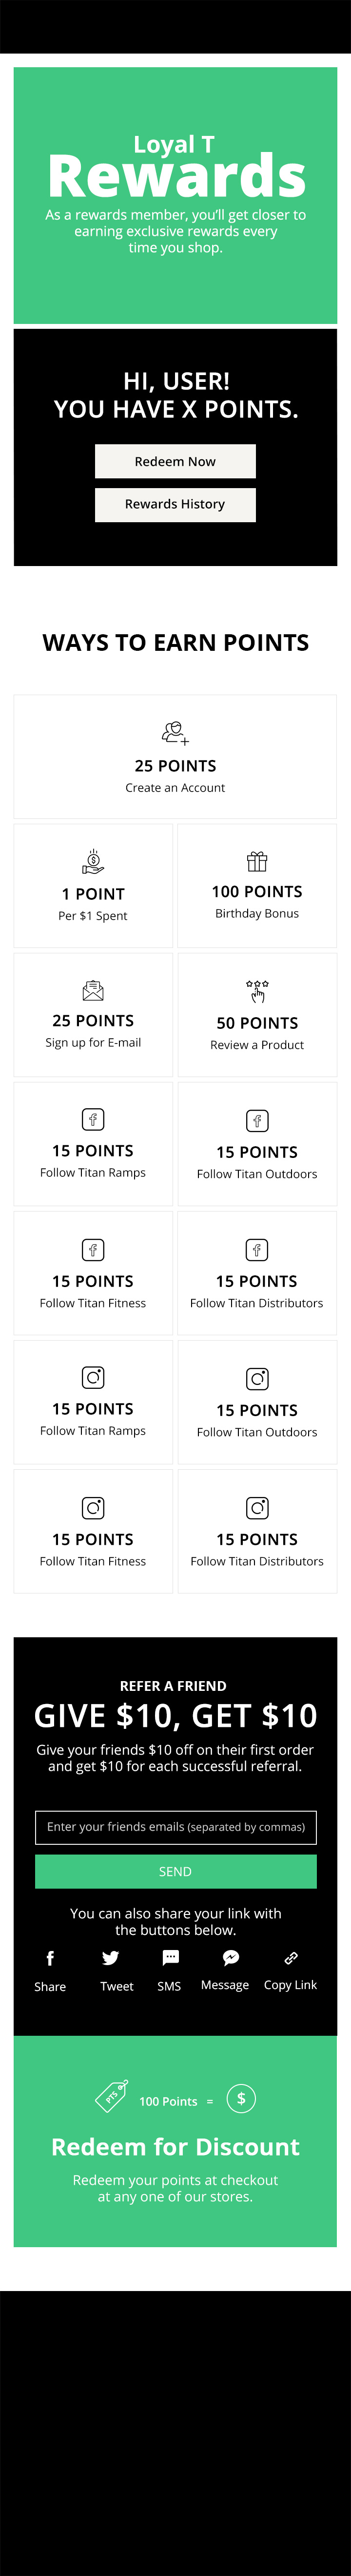 Loyal T
Rewards
As a rewards member, you'll get closer to
earning exclusive rewards every
time you shop.
HI, USER!
YOU HAVE X POINTS.
Redeem Now
Rewards History
WAYS TO EARN POINTS
25 POINTS
Create an Account
1 POINT
Per $1 Spent
100 POINTS
Birthday Bonus
25 POINTS
Sign up for E-mail
50 POINTS
Review a Product
15 POINTS
Follow Titan Ramps
15 POINTS
Follow Titan Outdoors
15 POINTS
Follow Titan Fitness
15 POINTS
Follow Titan Distributors
15 POINTS
Follow Titan Ramps
15 POINTS
Follow Titan Outdoors
15 POINTS
Follow Titan Fitness
15 POINTS
Follow Titan Distributors
REFER A FRIEND
GIVE $10, GET $10
Give your friends $10 off on their first order
and get $10 for each successful referral.
Enter your friends emails (separated by commas)
SEND
You can also share your link with
the buttons below.
Share Tweet SMS Message Copy Link
PTS 100 Points = $
Redeem for Discount
Redeem your points at checkout
at any one of our stores.